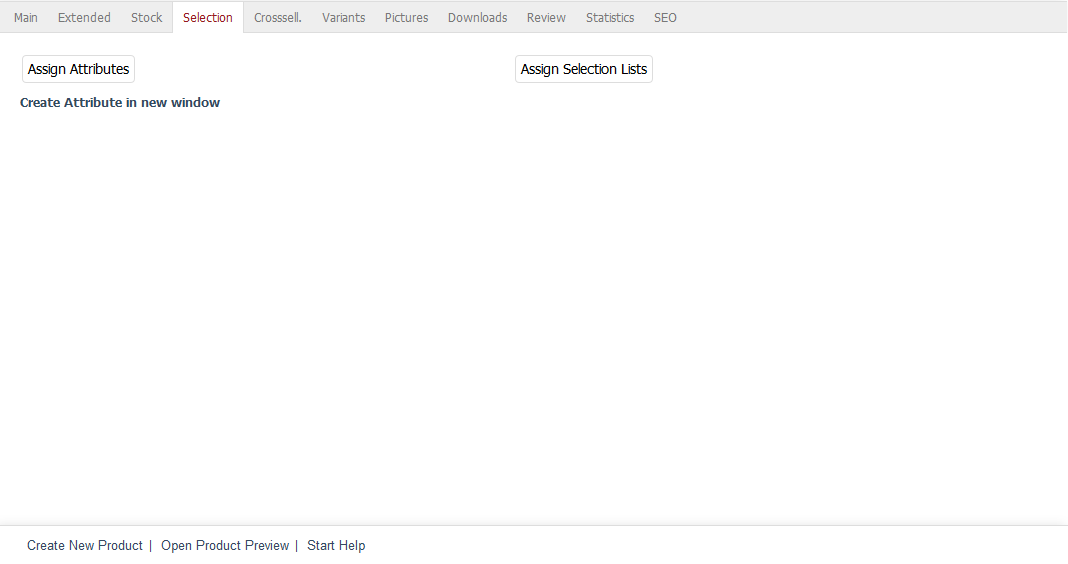 Main Extended Stock Selection Crosssell. Variants Pictures Downloads Review Statistics SEO
Assign Attributes Assign Selection Lists
Create Attribute in new window
Create New Product | Open Product Preview | Start Help